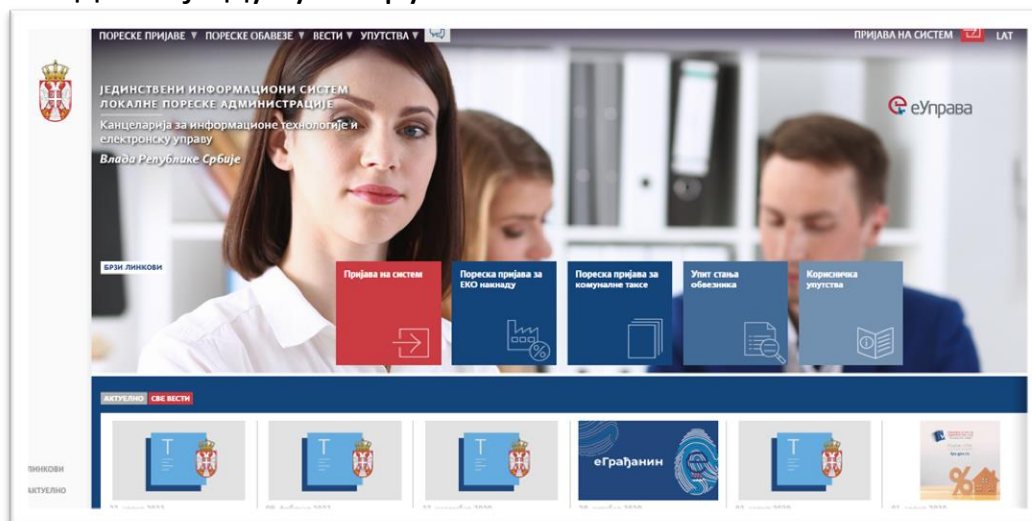 ПОРЕСКЕ ПРИЈАВЕ ▼ ПОРЕСКЕ ОБАВЕЗЕ ▼ ВЕСТИ ▼ УПУТСТВА ▼
ПРИЈАВА НА СИСТЕМ LAT
ЈЕДИНСТВЕНИ ИНФОРМАЦИОНИ СИСТЕМ
ЛОКАЛНЕ ПОРЕСКЕ АДМИНИСТРАЦИЈЕ
Канцеларија за информационе технологије и
електронску управу
Влада Републике Србије
еУправа
БРЗИ ЛИНКОВИ
Пријава на систем
Пореска пријава за
ЕКО накнаду
Пореска пријава за
комуналне таксе
Упит стања
обвезника
Корисничка
упутства
АКТУЕЛНО СВЕ ВЕСТИ
еГрађанин
ЛИНКОВИ
АКТУЕЛНО